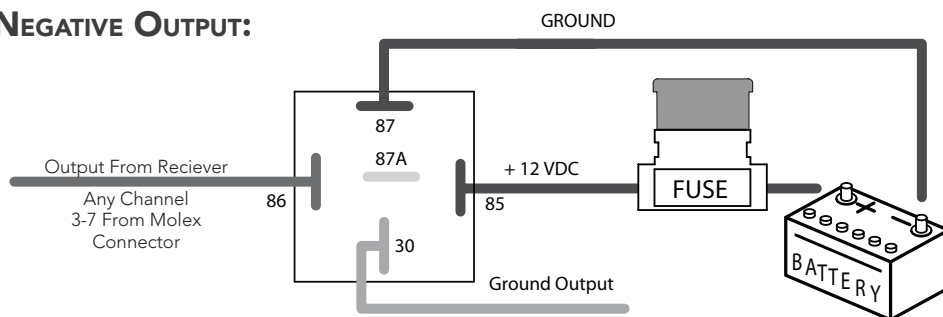 NEGATIVE OUTPUT:
GROUND
87
87A
Output From Reciever
Any Channel
3-7 From Molex
Connector
86
+ 12 VDC
85
FUSE
30
Ground Output
+ -
BATTERY